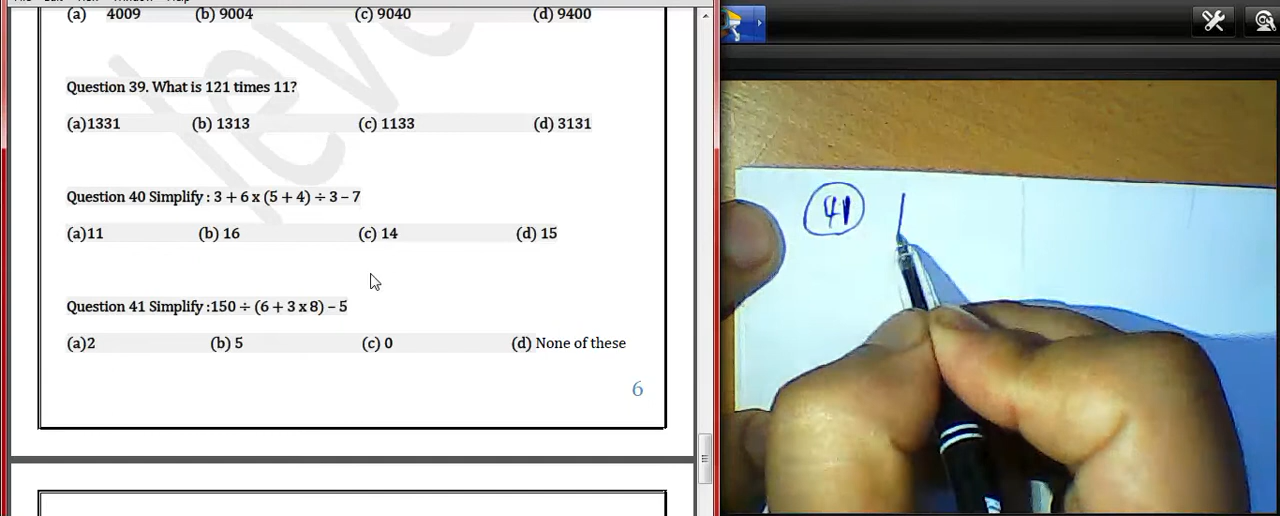 (a) 4009 (b) 9004 (c) 9040 (d) 9400
Question 39. What is 121 times 11?
(a)1331 (b) 1313 (c) 1133 (d) 3131
Question 40 Simplify : 3 + 6 x (5 + 4) ÷ 3 – 7
(a)11 (b) 16 (c) 14 (d) 15
Question 41 Simplify :150 ÷ (6 + 3 x 8) – 5
(a)2 (b) 5 (c) 0 (d) None of these
6
41